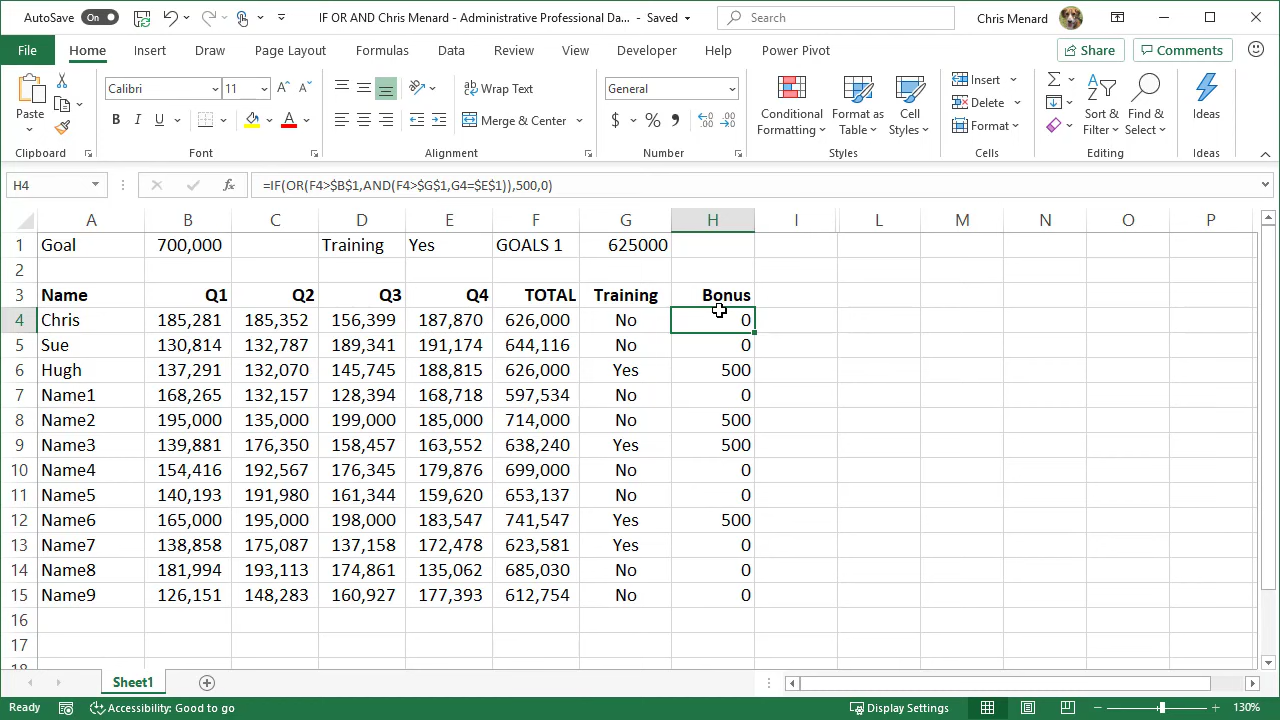 AutoSave On IF OR AND Chris Menard - Administrative Professional Da... - Saved Search Chris Menard
File Home Insert Draw Page Layout Formulas Data Review View Developer Help Power Pivot Share Comments
Paste Calibri 11 B I U A Wrap Text Merge & Center General $ % Conditional Formatting Format as Table Cell Styles Insert Delete Format Sort & Filter Find & Select Ideas
Clipboard Font Alignment Number Styles Cells Editing Ideas
H4 fx =IF(OR(F4>$B$1,AND(F4>$G$1,G4=$E$1)),500,0)
A B C D E F G H I L M N O P
1 Goal 700,000 Training Yes GOALS 1 625000
2
3 Name Q1 Q2 Q3 Q4 TOTAL Training Bonus
4 Chris 185,281 185,352 156,399 187,870 626,000 No 0
5 Sue 130,814 132,787 189,341 191,174 644,116 No 0
6 Hugh 137,291 132,070 145,745 188,815 626,000 Yes 500
7 Name1 168,265 132,157 128,394 168,718 597,534 No 0
8 Name2 195,000 135,000 199,000 185,000 714,000 No 500
9 Name3 139,881 176,350 158,457 163,552 638,240 Yes 500
10 Name4 154,416 192,567 176,345 179,876 699,000 No 0
11 Name5 140,193 191,980 161,344 159,620 653,137 No 0
12 Name6 165,000 195,000 198,000 183,547 741,547 Yes 500
13 Name7 138,858 175,087 137,158 172,478 623,581 Yes 0
14 Name8 181,994 193,113 174,861 135,062 685,030 No 0
15 Name9 126,151 148,283 160,927 177,393 612,754 No 0
16
17
18
Sheet1
Ready Accessibility: Good to go Display Settings 130%